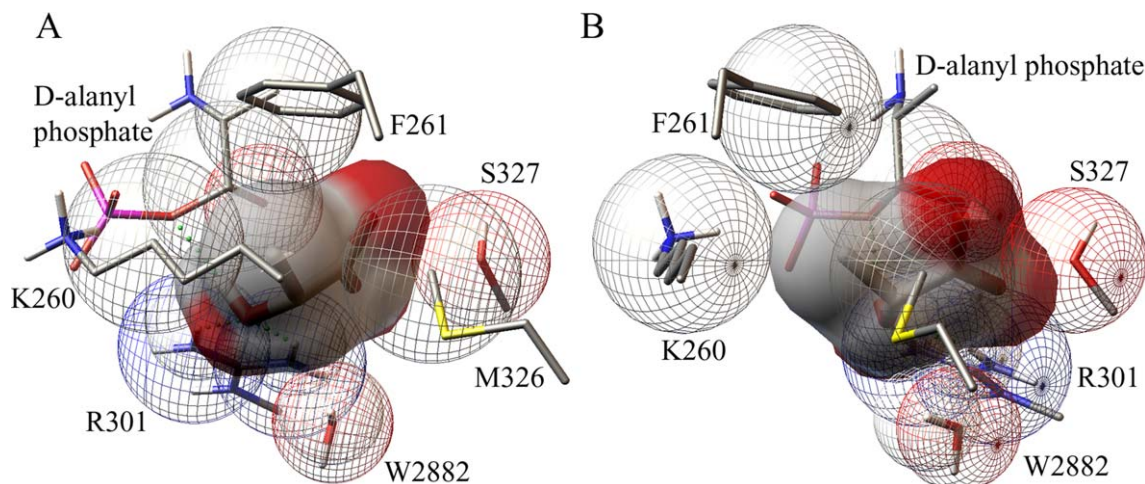 A
D-alanyl
phosphate
F261
S327
K260
M326
R301
W2882
B
D-alanyl phosphate
F261
S327
K260
R301
W2882